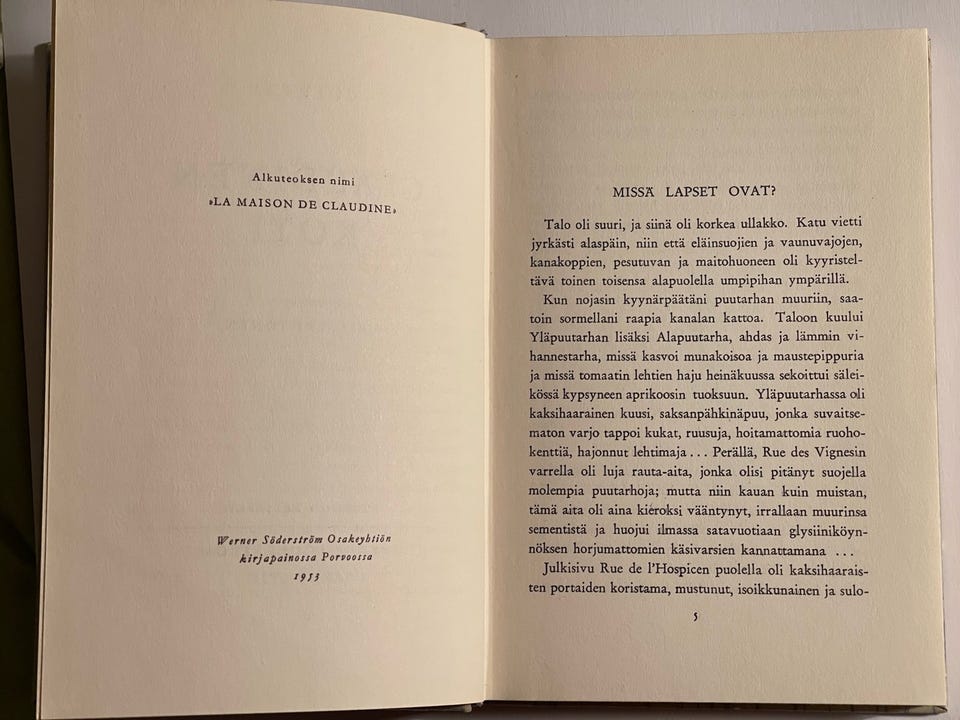 Alkuteoksen nimi
»LA MAISON DE CLAUDINE»
Werner Söderström Osakeyhtiön
kirjapainossa Porvoossa
1953
MISSÄ LAPSET OVAT?
Talo oli suuri, ja siinä oli korkea ullakko. Katu vietti
jyrkästi alaspäin, niin että eläinsuojien ja vaunuvajojen,
kanakoppien, pesutuvan ja maitohuoneen oli kyyristel-
tävä toinen toisensa alapuolella umpipihan ympärillä.
Kun nojasin kyynärpäätäni puutarhan muuriin, saa-
toin sormellani raapia kanalan kattoa. Taloon kuului
Yläpuutarhan lisäksi Alapuutarha, ahdas ja lämmin vi-
hannestarha, missä kasvoi munakoisoa ja maustepippuria
ja missä tomaatin lehtien haju heinäkuussa sekoittui sälei-
kössä kypsyneen aprikoosin tuoksuun. Yläpuutarhassa oli
kaksihaarainen kuusi, saksanpähkinäpuu, jonka suvaitse-
maton varjo tappoi kukat, ruusuja, hoitamattomia ruoho-
kenttiä, hajonnut lehtimaja... Perällä, Rue des Vignesin
varrella oli luja rauta-aita, jonka olisi pitänyt suojella
molempia puutarhoja; mutta niin kauan kuin muistan,
tämä aita oli aina kieroksi vääntynyt, irrallaan muurinsa
sementistä ja huojui ilmassa satavuotiaan glysiiniköyn-
nöksen horjumattomien käsivarsien kannattamana ...
Julkisivu Rue de l'Hospicen puolella oli kaksihaarais-
ten portaiden koristama, mustunut, isoikkunainen ja sulo-
5